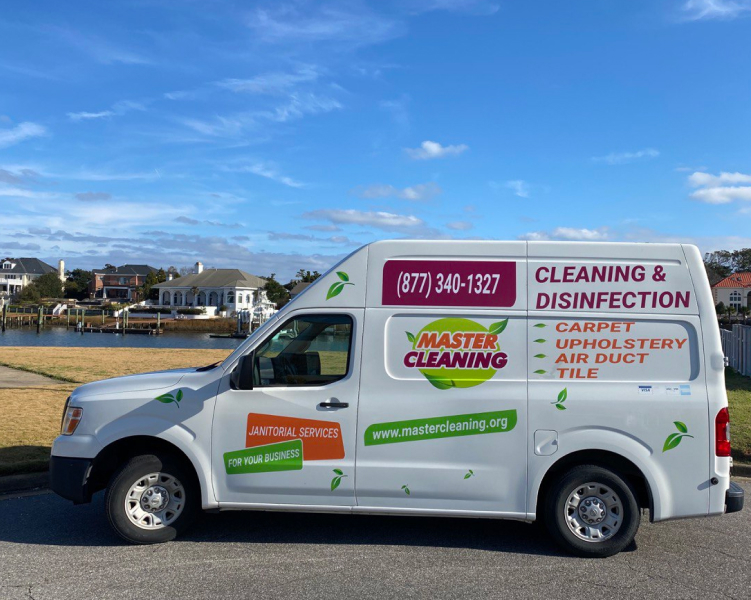 (877) 340-1327
CLEANING &
DISINFECTION
MASTER
CLEANING
CARPET
UPHOLSTERY
AIR DUCT
TILE
VISA
www.mastercleaning.org
JANITORIAL SERVICES
FOR YOUR BUSINESS